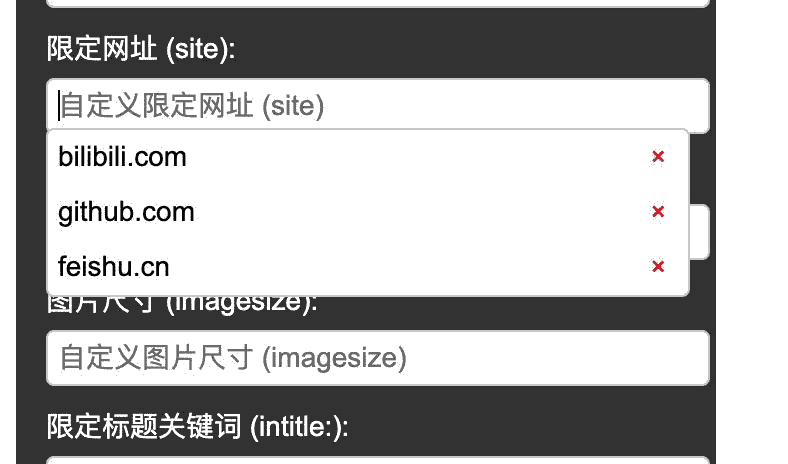 限定网址 (site):
自定义限定网址 (site)
bilibili.com ×
github.com ×
feishu.cn ×
图片尺寸 (imagesize):
自定义图片尺寸 (imagesize)
限定标题关键词 (intitle:):